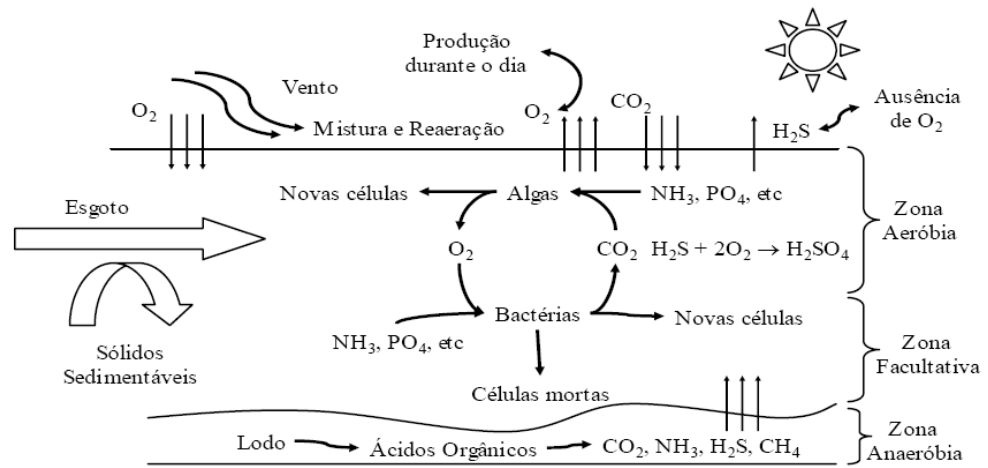 Produção
durante o dia
Vento
O₂
Mistura e Reaeração
O₂
CO₂
H₂S
Ausência
de O₂
Novas células
Algas
NH₃, PO₄, etc
Esgoto
Zona
Aeróbia
O₂
CO₂
H₂S + 2O₂ → H₂SO₄
Bactérias
Novas células
NH₃, PO₄, etc
Zona
Facultativa
Sólidos
Sedimentáveis
Células mortas
Lodo
Ácidos Orgânicos
CO₂, NH₃, H₂S, CH₄
Zona
Anaeróbia